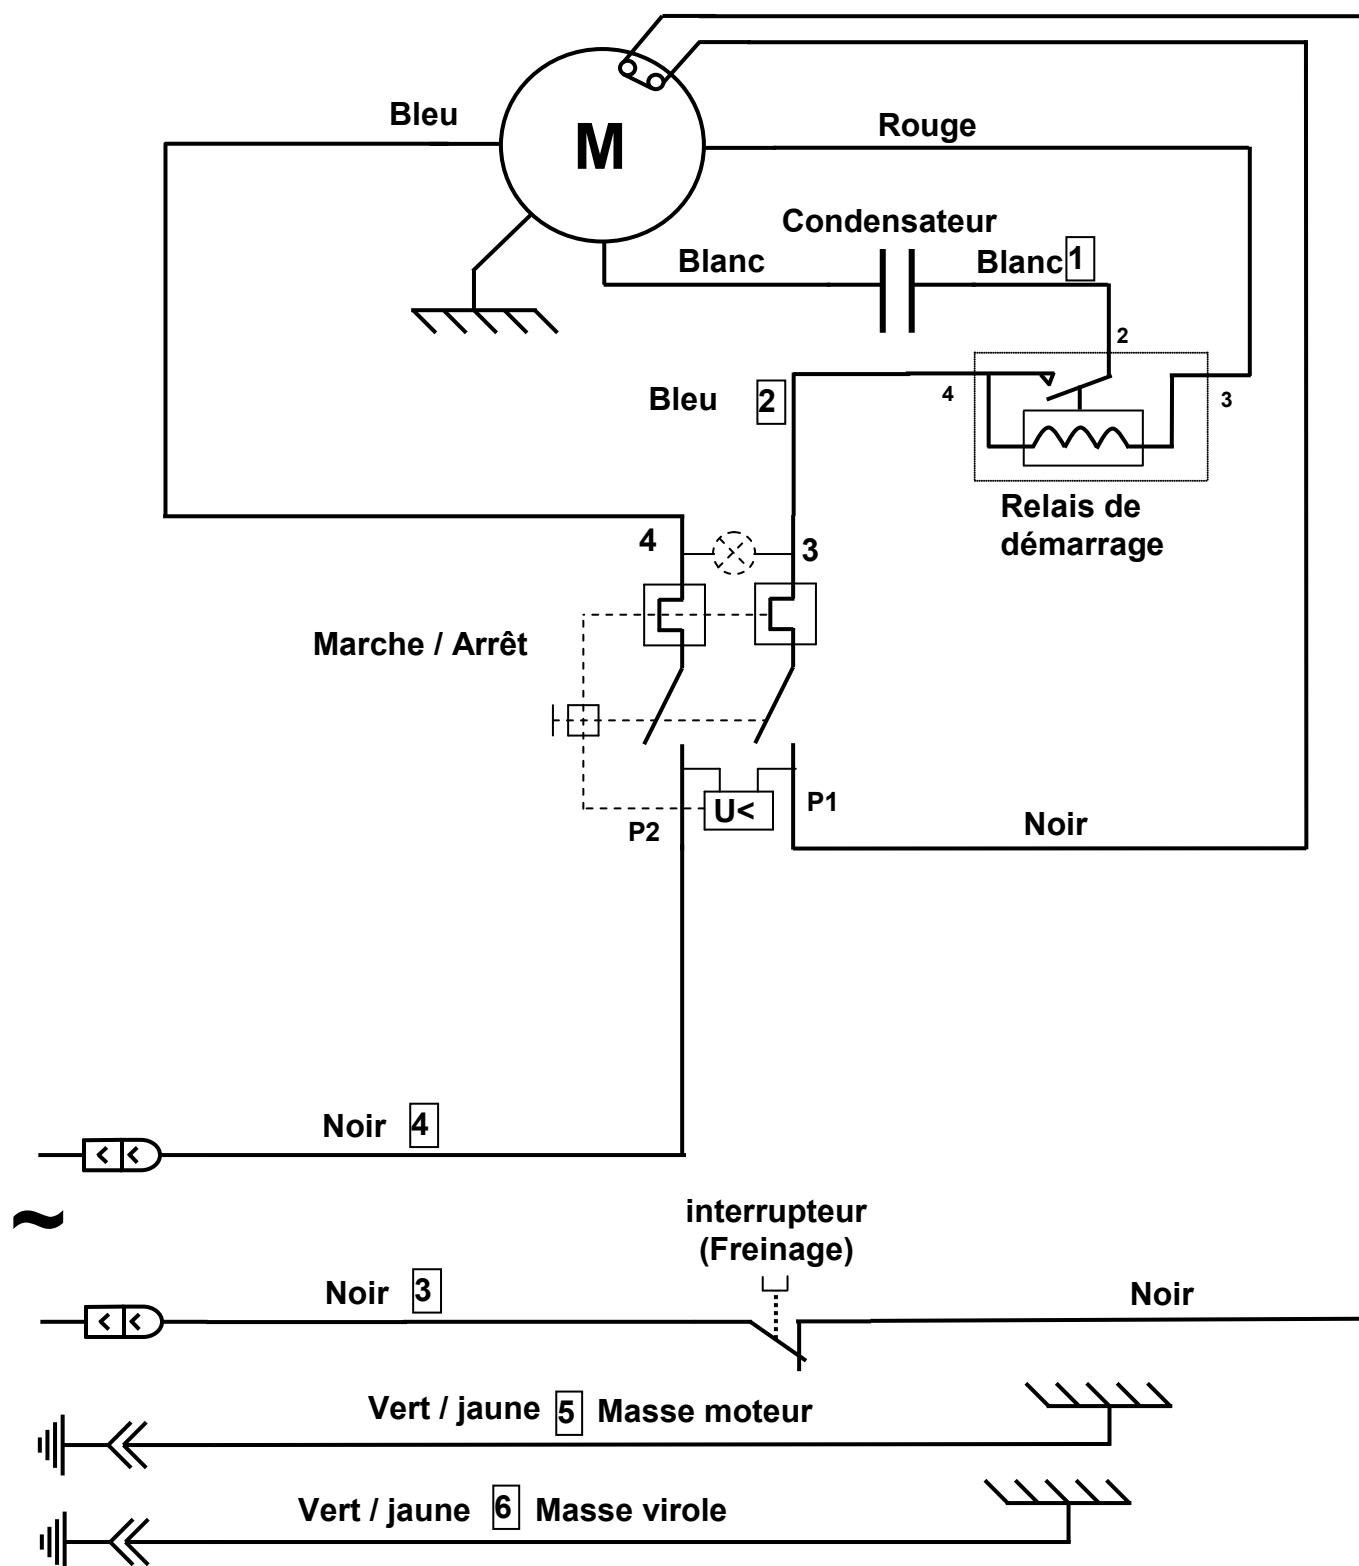 Bleu
M
Rouge
Condensateur
Blanc
Blanc 1
2
Bleu 2
4
3
Relais de
démarrage
4
3
Marche / Arrêt
U<
P1
P2
Noir
Noir 4
~
interrupteur
(Freinage)
Noir 3
Noir
Vert / jaune 5 Masse moteur
Vert / jaune 6 Masse virole